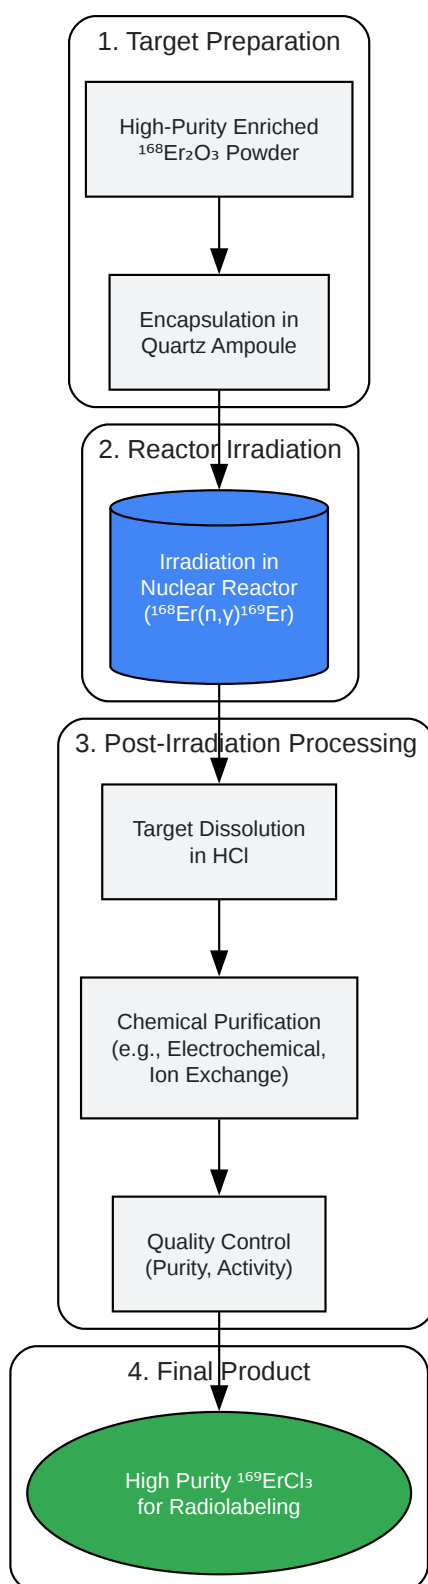 1. Target Preparation
High-Purity Enriched
¹⁶⁸Er₂O₃ Powder
Encapsulation in
Quartz Ampoule
2. Reactor Irradiation
Irradiation in
Nuclear Reactor
(¹⁶⁸Er(n,γ)¹⁶⁹Er)
3. Post-Irradiation Processing
Target Dissolution
in HCl
Chemical Purification
(e.g., Electrochemical,
Ion Exchange)
Quality Control
(Purity, Activity)
4. Final Product
High Purity ¹⁶⁹ErCl₃
for Radiolabeling